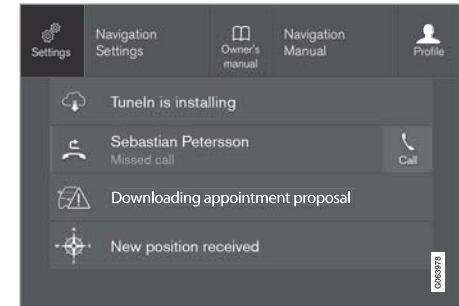 Settings
Navigation
Settings
Owner's
manual
Navigation
Manual
Profile
TuneIn is installing
Sebastian Petersson
Missed call
Call
Downloading appointment proposal
New position received
G063978